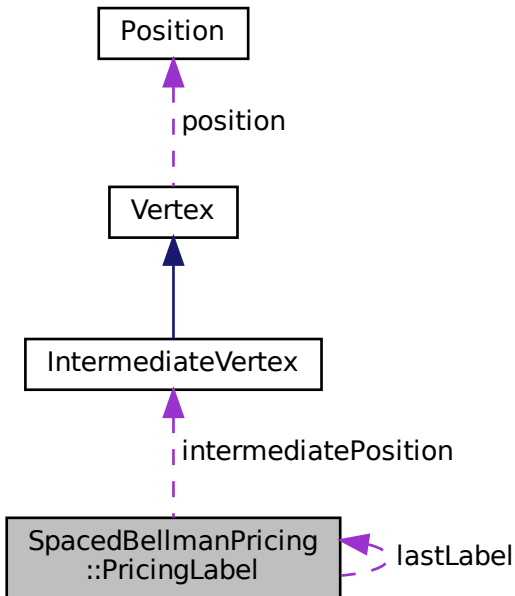 Position
position
Vertex
IntermediateVertex
intermediatePosition
SpacedBellmanPricing
::PricingLabel
lastLabel